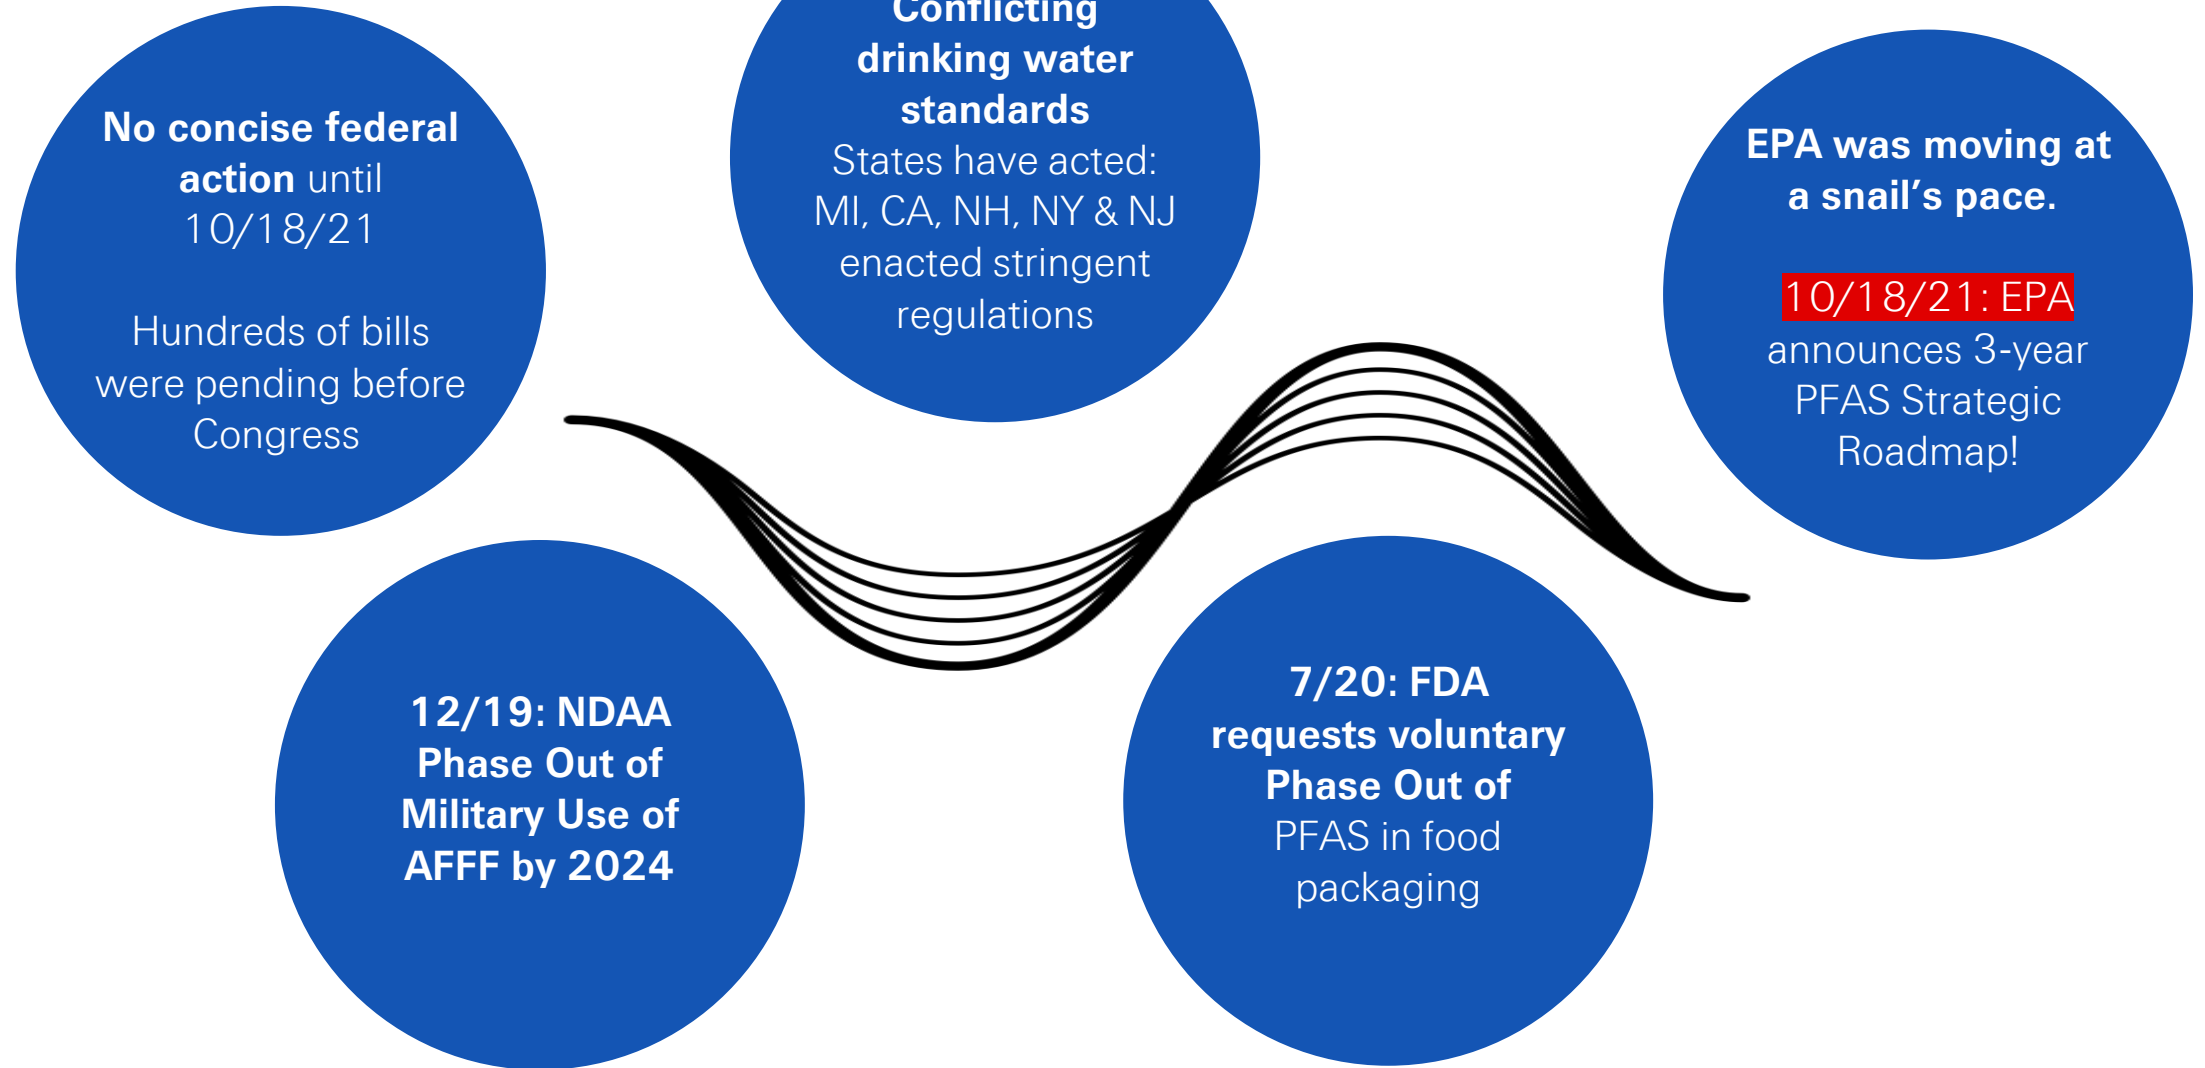 No concise federal
action until
10/18/21
Hundreds of bills
were pending before
Congress
Conflicting
drinking water
standards
States have acted:
MI, CA, NH, NY & NJ
enacted stringent
regulations
EPA was moving at
a snail’s pace.
10/18/21: EPA
announces 3-year
PFAS Strategic
Roadmap!
12/19: NDAA
Phase Out of
Military Use of
AFFF by 2024
7/20: FDA
requests voluntary
Phase Out of
PFAS in food
packaging